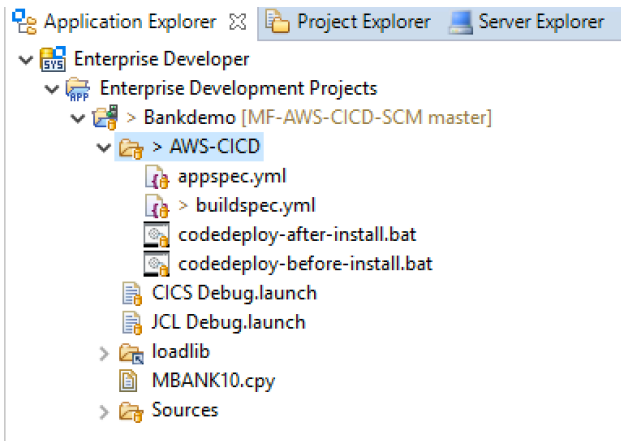 Application Explorer Project Explorer Server Explorer
Enterprise Developer
Enterprise Development Projects
> Bankdemo [MF-AWS-CICD-SCM master]
> AWS-CICD
appspec.yml
> buildspec.yml
codedeploy-after-install.bat
codedeploy-before-install.bat
CICS Debug.launch
JCL Debug.launch
loadlib
MBANK10.cpy
Sources